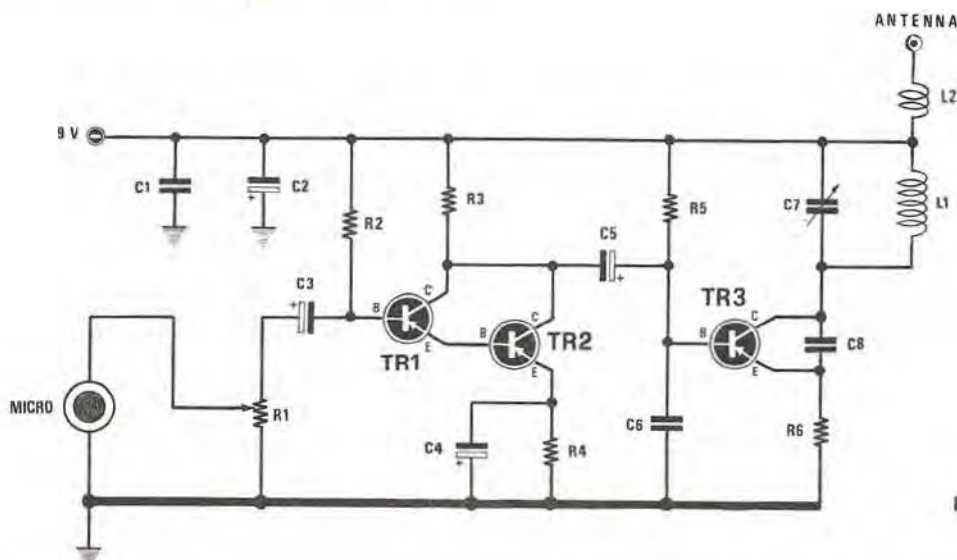 ANTENNA
L2
9 V
C1
C2
+
R2
R3
C5
+
R5
C7
L1
C3
+
B
C
E
TR1
B
C
E
TR2
TR3
B
C
E
C8
MICRO
R1
C4
+
R4
C6
R6